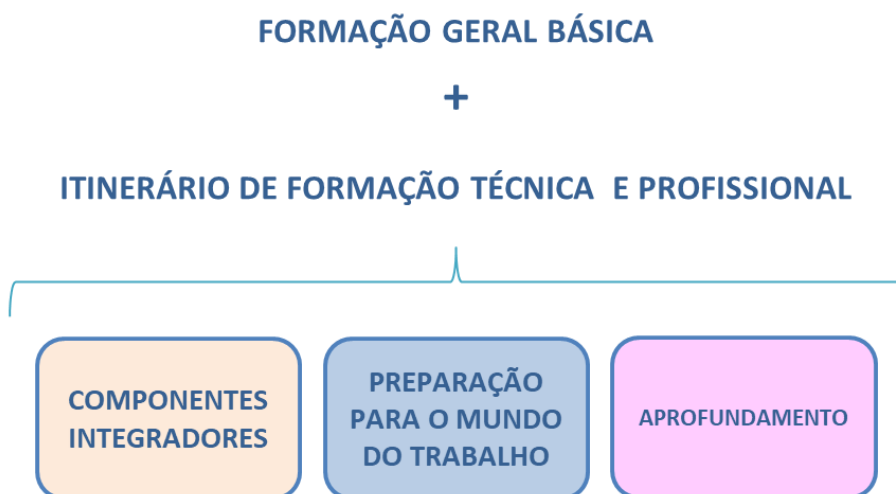 FORMAÇÃO GERAL BÁSICA
+
ITINERÁRIO DE FORMAÇÃO TÉCNICA E PROFISSIONAL
COMPONENTES
INTEGRADORES
PREPARAÇÃO
PARA O MUNDO
DO TRABALHO
APROFUNDAMENTO